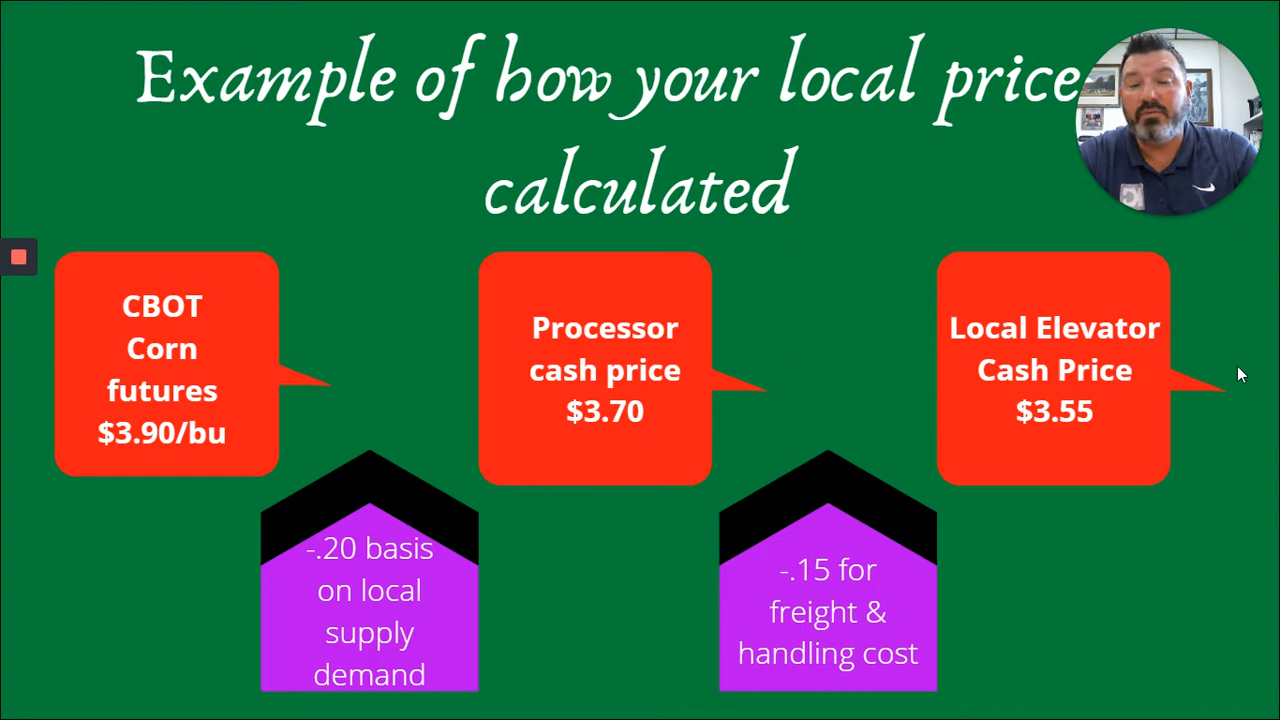 Example of how your local price
calculated
CBOT
Corn
futures
$3.90/bu
Processor
cash price
$3.70
Local Elevator
Cash Price
$3.55
-.20 basis
on local
supply
demand
-.15 for
freight &
handling cost